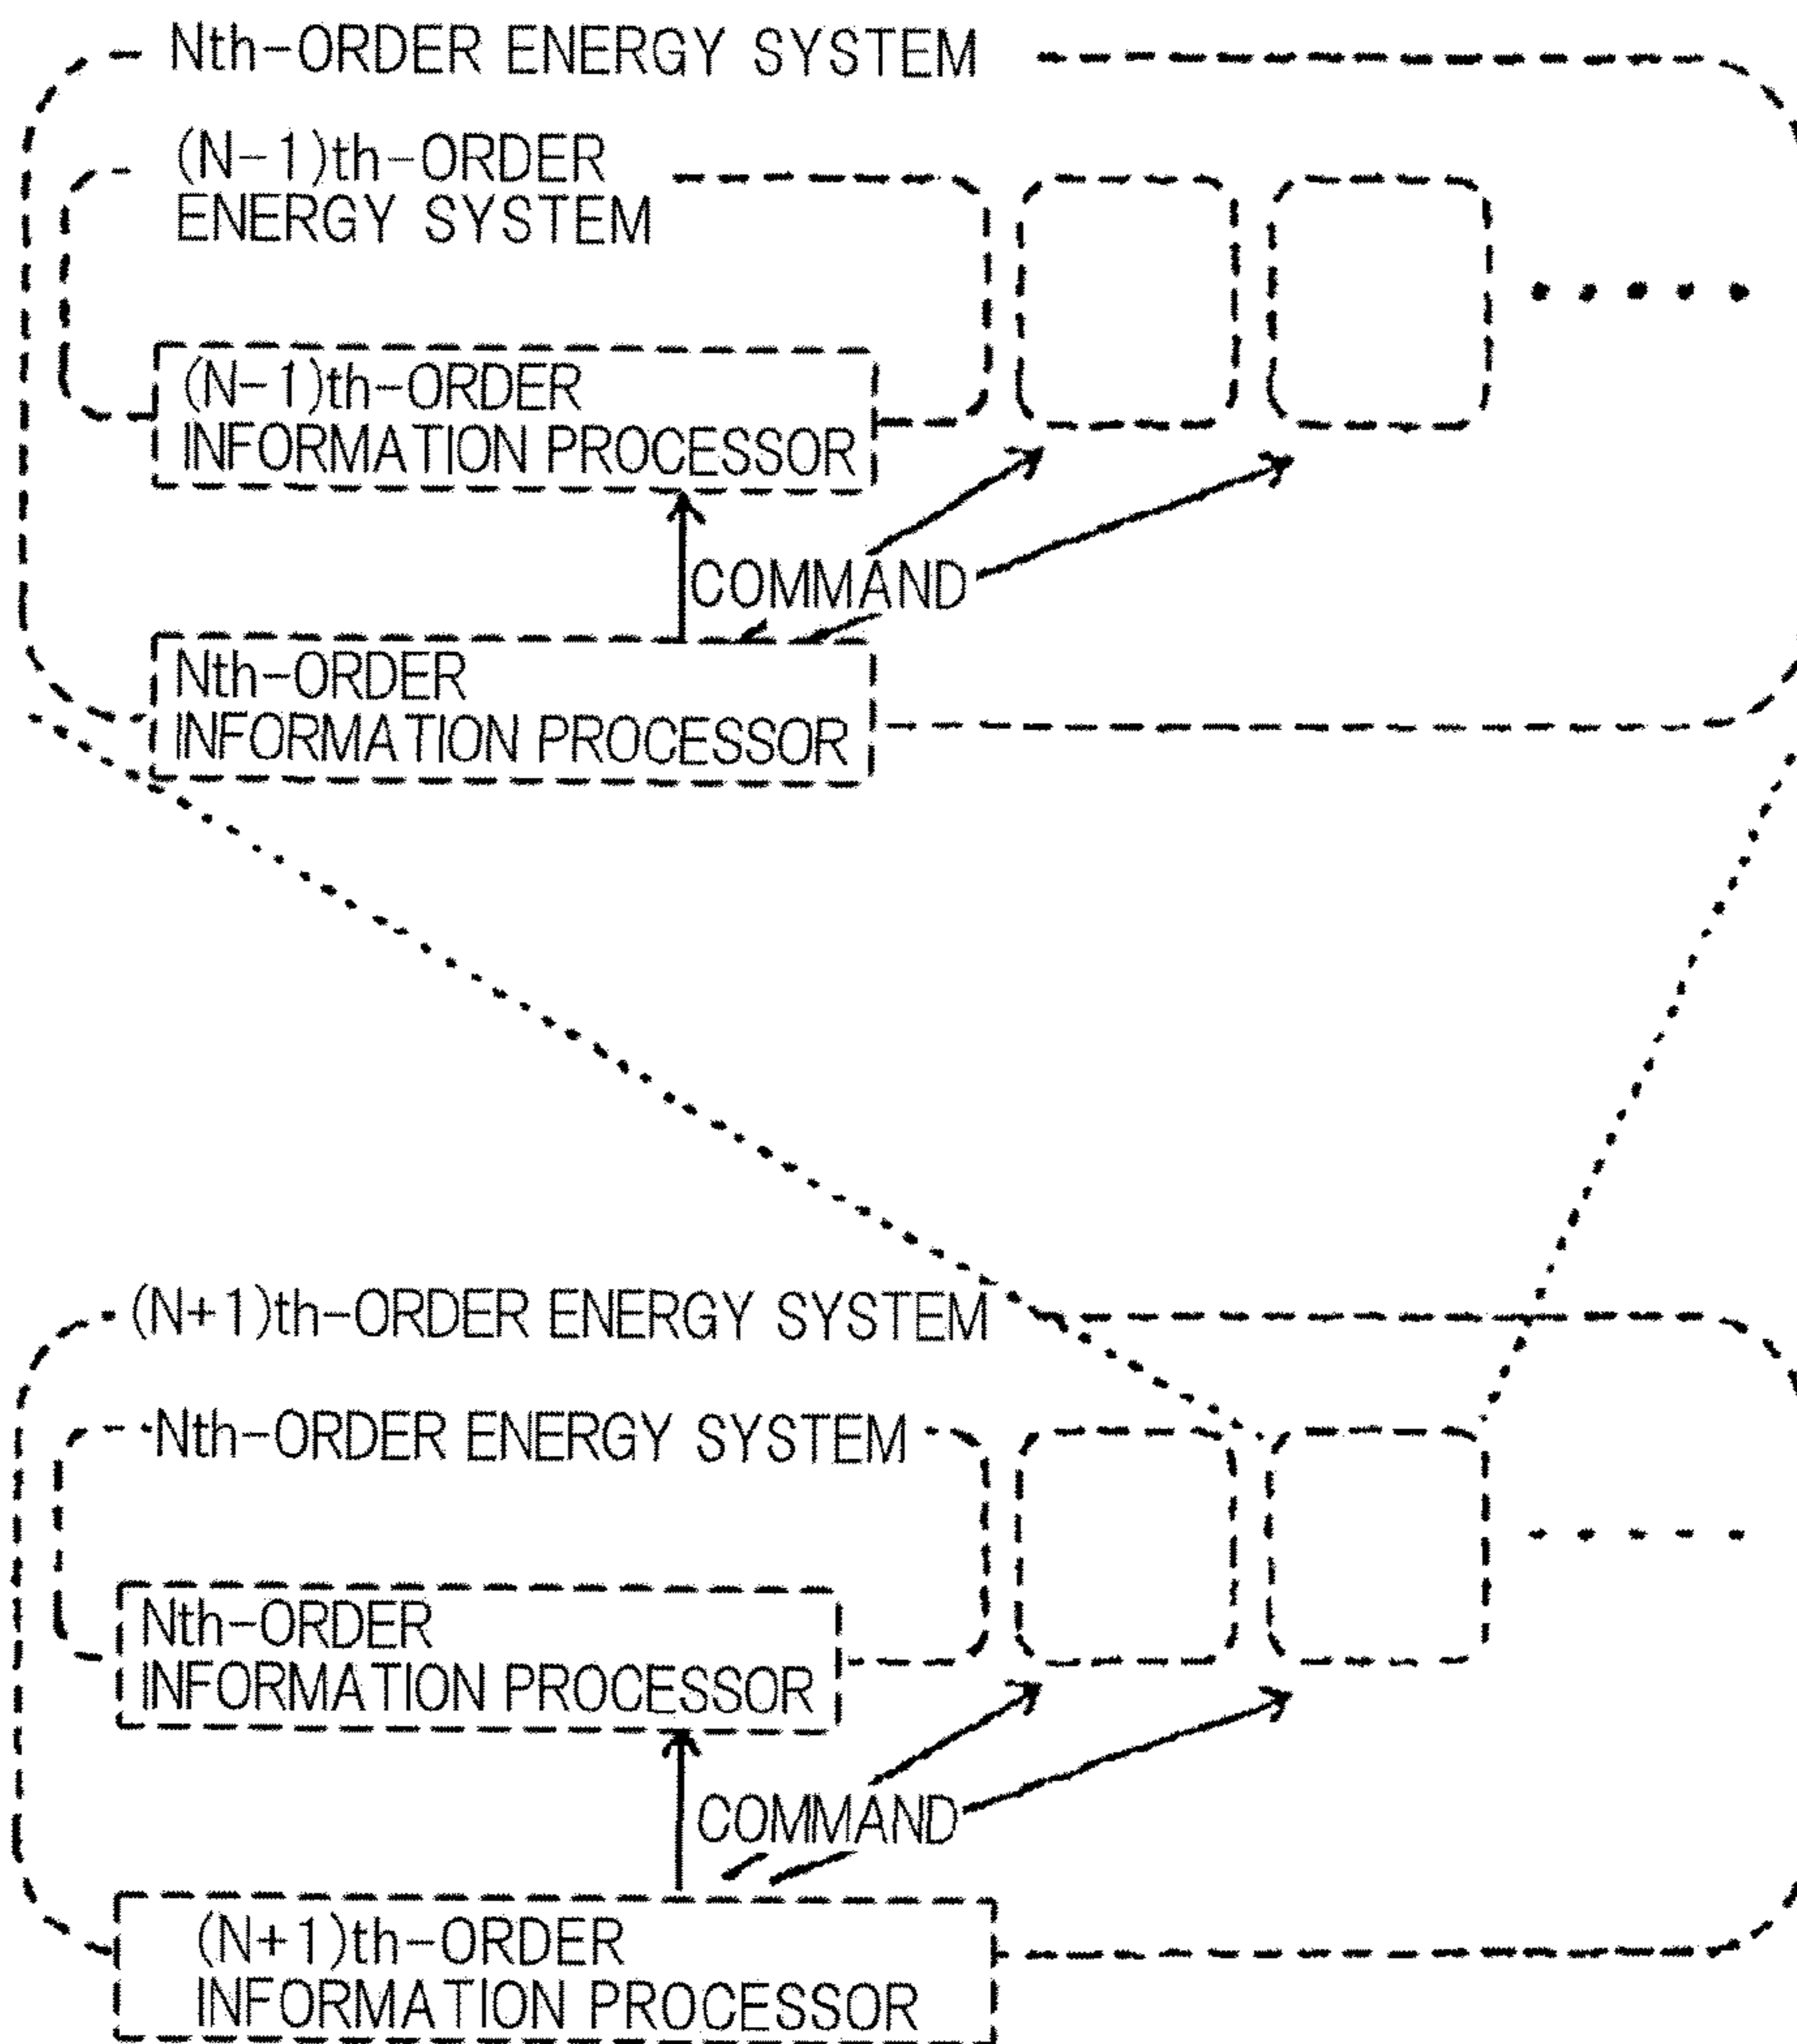 Nth-ORDER ENERGY SYSTEM
(N-1)th-ORDER
ENERGY SYSTEM
(N-1)th-ORDER
INFORMATION PROCESSOR
COMMAND
Nth-ORDER
INFORMATION PROCESSOR
(N+1)th-ORDER ENERGY SYSTEM
Nth-ORDER ENERGY SYSTEM
Nth-ORDER
INFORMATION PROCESSOR
COMMAND
(N+1)th-ORDER
INFORMATION PROCESSOR